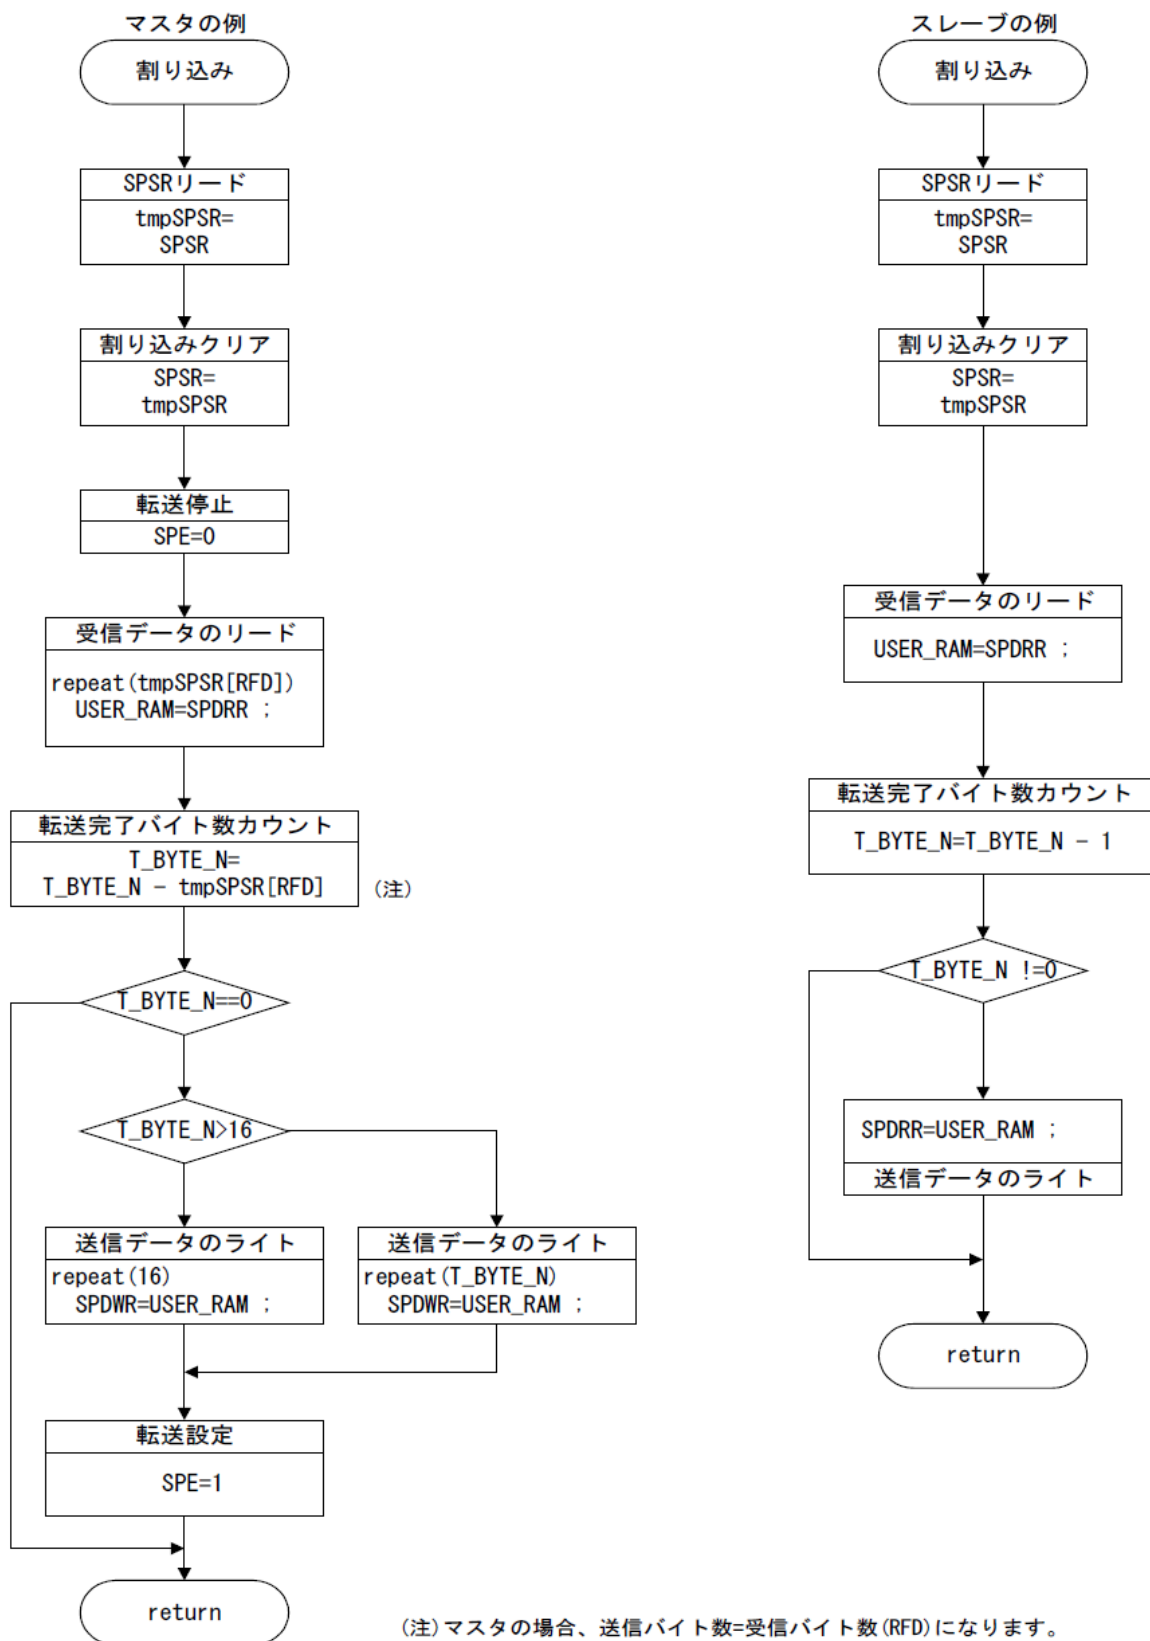 マスタの例
割り込み
SPSRリード
tmpSPSR=
SPSR
割り込みクリア
SPSR=
tmpSPSR
転送停止
SPE=0
受信データのリード
repeat(tmpSPSR[RFD])
USER_RAM=SPDRR ;
転送完了バイト数カウント
T_BYTE_N=
T_BYTE_N - tmpSPSR[RFD]
(注)
T_BYTE_N==0
T_BYTE_N>16
送信データのライト
repeat(16)
SPDWR=USER_RAM ;
送信データのライト
repeat(T_BYTE_N)
SPDWR=USER_RAM ;
転送設定
SPE=1
return
スレーブの例
割り込み
SPSRリード
tmpSPSR=
SPSR
割り込みクリア
SPSR=
tmpSPSR
受信データのリード
USER_RAM=SPDRR ;
転送完了バイト数カウント
T_BYTE_N=T_BYTE_N - 1
T_BYTE_N !=0
SPDRR=USER_RAM ;
送信データのライト
return
(注)マスタの場合、送信バイト数=受信バイト数(RFD)になります。